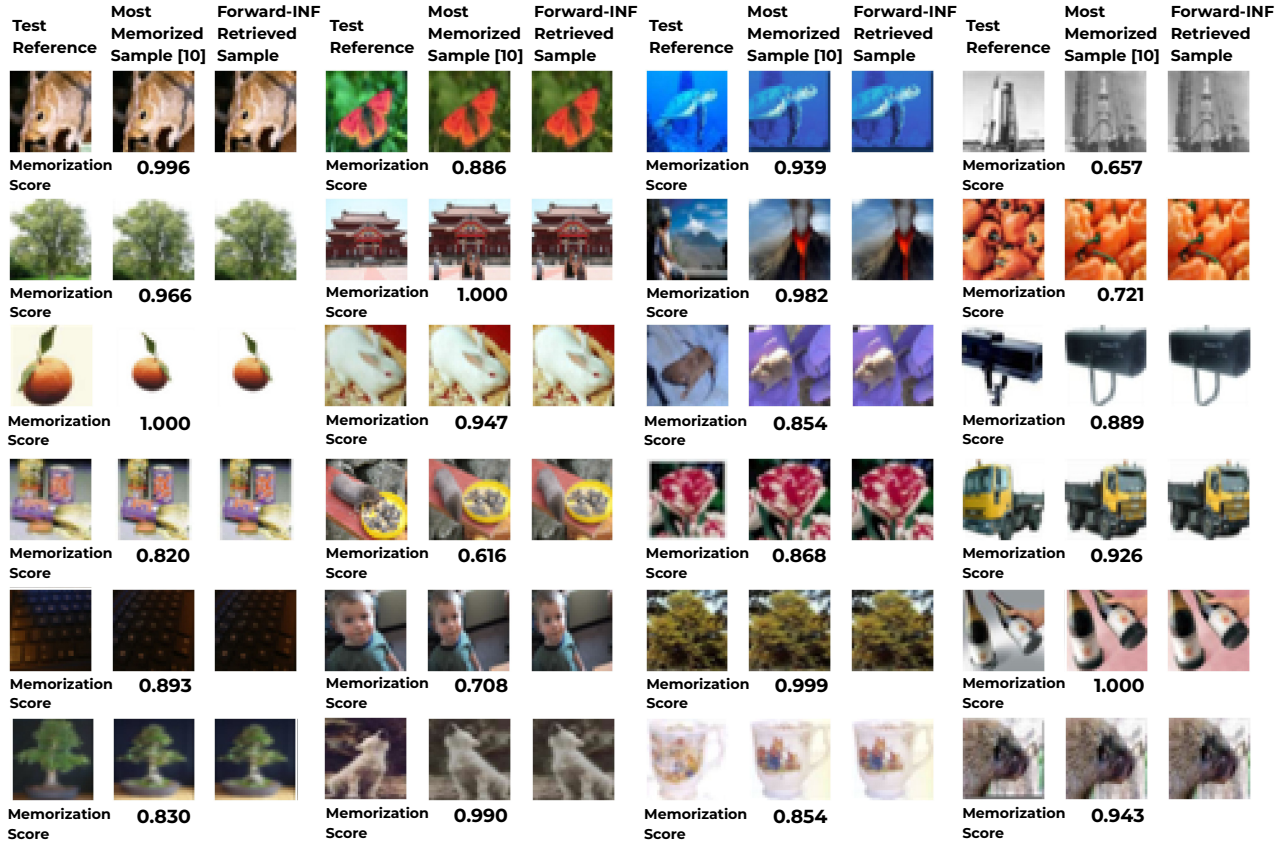 Test Reference
Most Memorized Sample [10]
Forward-INF Retrieved Sample
Test Reference
Most Memorized Sample [10]
Forward-INF Retrieved Sample
Test Reference
Most Memorized Sample [10]
Forward-INF Retrieved Sample
Test Reference
Most Memorized Sample [10]
Forward-INF Retrieved Sample
Memorization Score 0.996
Memorization Score 0.886
Memorization Score 0.939
Memorization Score 0.657
Memorization Score 0.966
Memorization Score 1.000
Memorization Score 0.982
Memorization Score 0.721
Memorization Score 1.000
Memorization Score 0.947
Memorization Score 0.854
Memorization Score 0.889
Memorization Score 0.820
Memorization Score 0.616
Memorization Score 0.868
Memorization Score 0.926
Memorization Score 0.893
Memorization Score 0.708
Memorization Score 0.999
Memorization Score 1.000
Memorization Score 0.830
Memorization Score 0.990
Memorization Score 0.854
Memorization Score 0.943